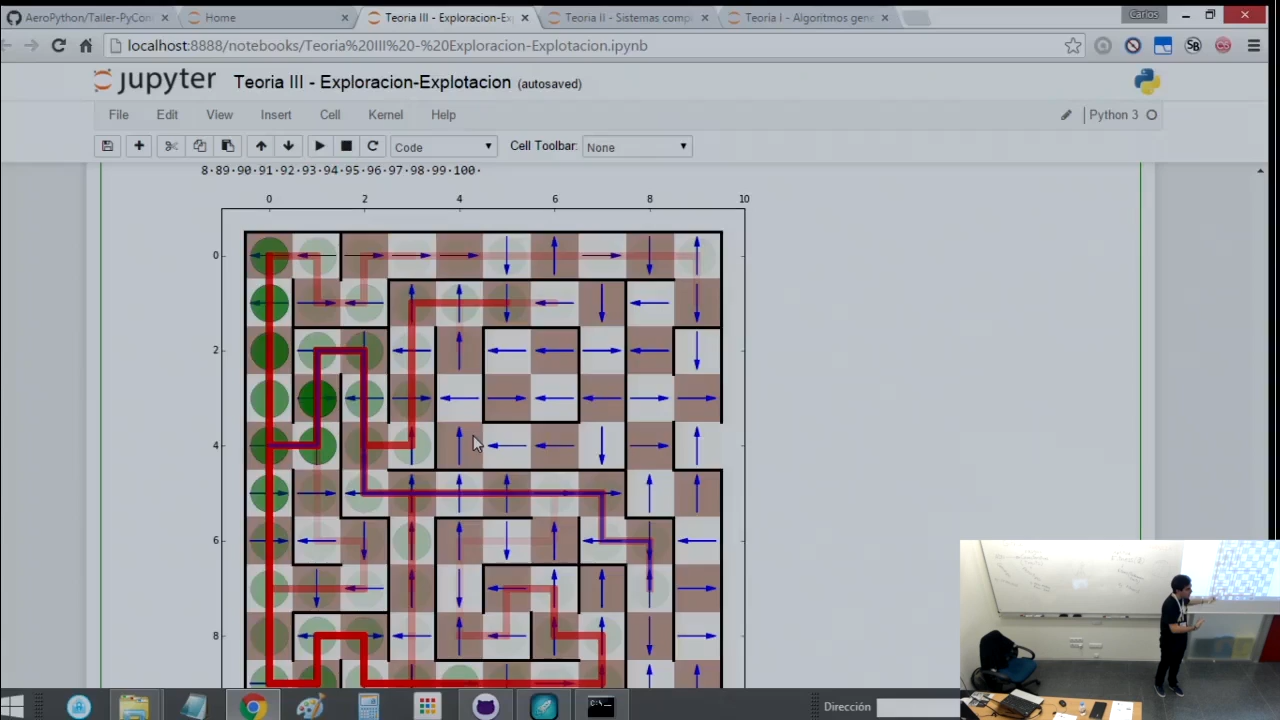 AeroPython/Taller-PyCon
Home
Teoria III - Exploracion-Ex
Teoria II - Sistemas comp
Teoria I - Algoritmos gen
Carlos
localhost:8888/notebooks/Teoria%20III%20-%20Exploracion-Explotacion.ipynb
jupyter Teoria III - Exploracion-Explotacion (autosaved)
File Edit View Insert Cell Kernel Help Python 3
Code Cell Toolbar: None
8·89·90·91·92·93·94·95·96·97·98·99·100·
0 2 4 6 8 10
0
2
4
6
8
Dirección